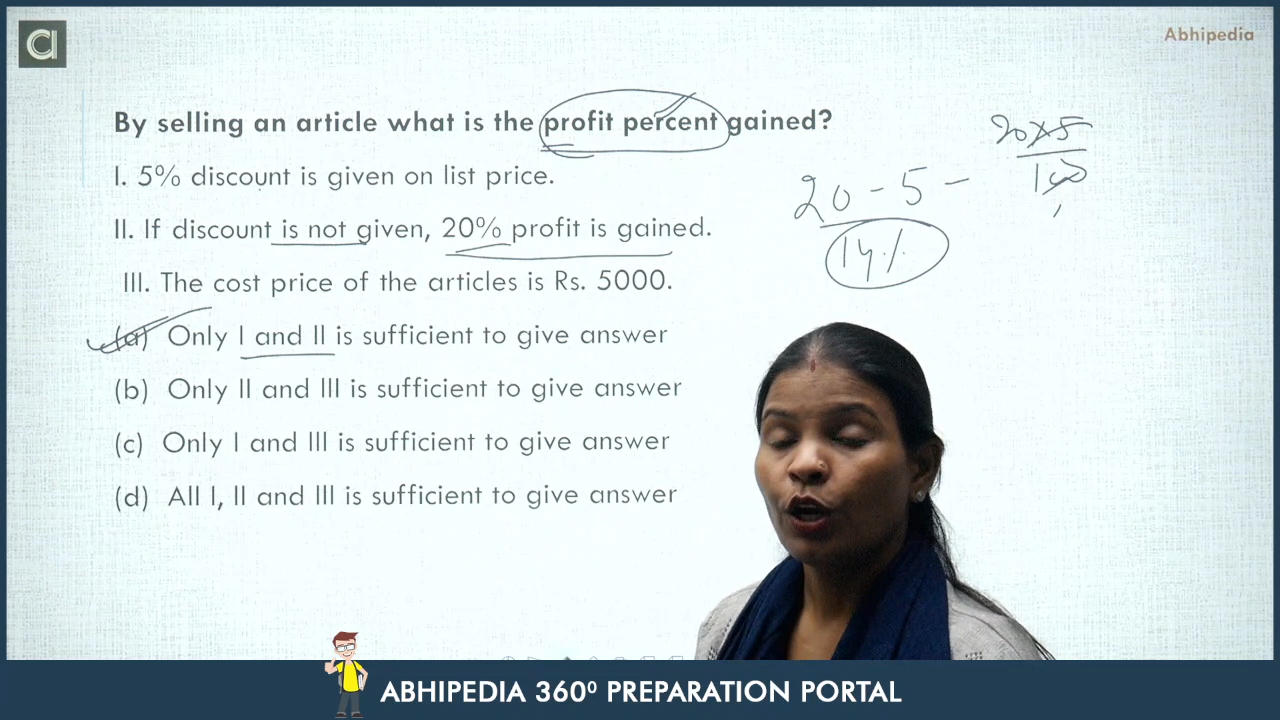 Abhipedia
By selling an article what is the profit percent gained?
I. 5% discount is given on list price.
II. If discount is not given, 20% profit is gained.
III. The cost price of the articles is Rs. 5000.
(a) Only I and II is sufficient to give answer
(b) Only II and III is sufficient to give answer
(c) Only I and III is sufficient to give answer
(d) All I, II and III is sufficient to give answer
20 - 5 - 20×5
100
14%
ABHIPEDIA 360⁰ PREPARATION PORTAL